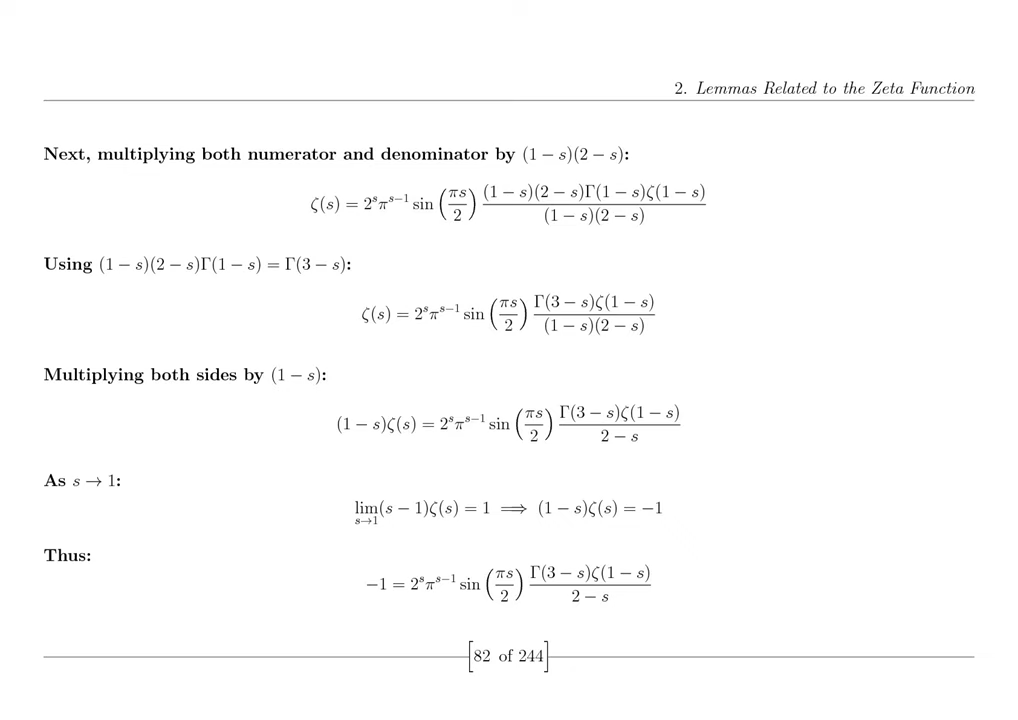 2. Lemmas Related to the Zeta Function
Next, multiplying both numerator and denominator by (1 − s)(2 − s):
ζ(s) = 2^s π^{s−1} sin(πs/2) (1 − s)(2 − s)Γ(1 − s)ζ(1 − s) / (1 − s)(2 − s)
Using (1 − s)(2 − s)Γ(1 − s) = Γ(3 − s):
ζ(s) = 2^s π^{s−1} sin(πs/2) Γ(3 − s)ζ(1 − s) / (1 − s)(2 − s)
Multiplying both sides by (1 − s):
(1 − s)ζ(s) = 2^s π^{s−1} sin(πs/2) Γ(3 − s)ζ(1 − s) / 2 − s
As s → 1:
lim_{s→1}(s − 1)ζ(s) = 1 ⟹ (1 − s)ζ(s) = −1
Thus:
−1 = 2^s π^{s−1} sin(πs/2) Γ(3 − s)ζ(1 − s) / 2 − s
[82 of 244]